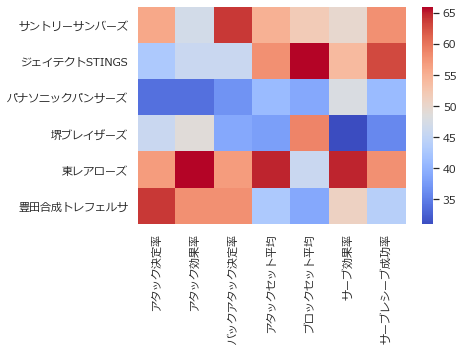 サントリーサンバーズ
ジェイテクトSTINGS
パナソニックパンサーズ
堺ブレイザーズ
東レアローズ
豊田合成トレフェルサ
アタック決定率
アタック効果率
バックアタック決定率
アタックセット平均
ブロックセット平均
サーブ効果率
サーブレシーブ成功率
65
60
55
50
45
40
35